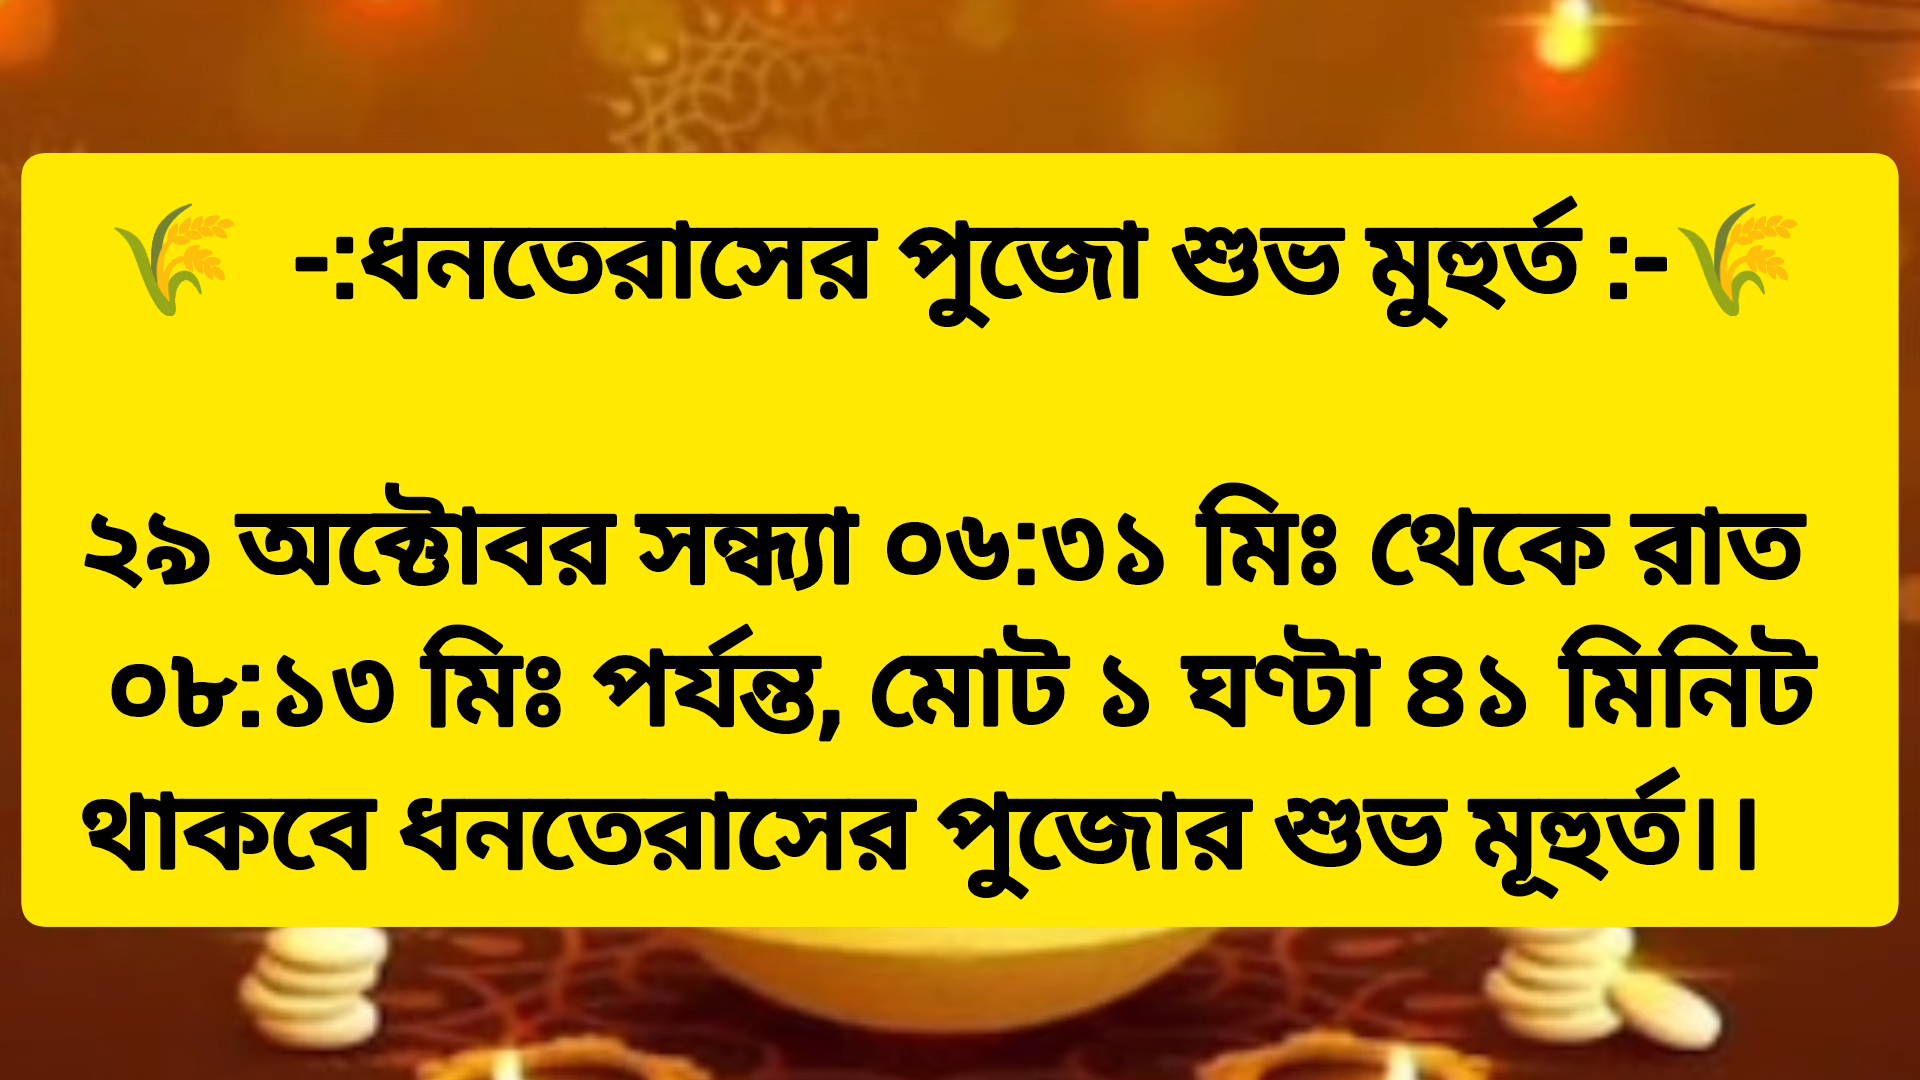 🌾 -:ধনতেরাসের পুজো শুভ মুহুর্ত :-🌾
২৯ অক্টোবর সন্ধ্যা ০৬:৩১ মিঃ থেকে রাত
০৮:১৩ মিঃ পর্যন্ত, মোট ১ ঘণ্টা ৪১ মিনিট
থাকবে ধনতেরাসের পুজোর শুভ মূহুর্ত।।